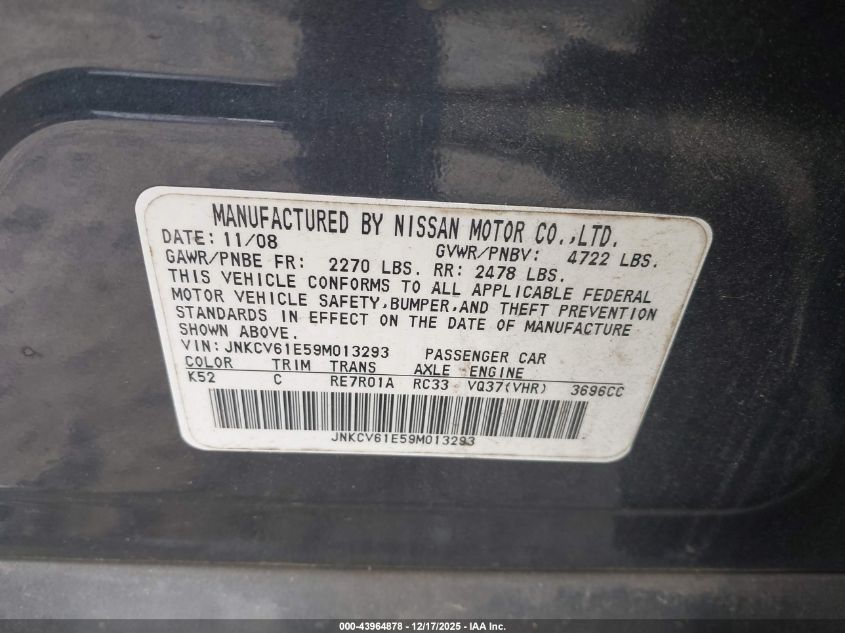 MANUFACTURED BY NISSAN MOTOR CO.,LTD.
DATE: 11/08 GVWR/PNBV: 4722 LBS.
GAWR/PNBE FR: 2270 LBS. RR: 2478 LBS.
THIS VEHICLE CONFORMS TO ALL APPLICABLE FEDERAL
MOTOR VEHICLE SAFETY,BUMPER,AND THEFT PREVENTION
STANDARDS IN EFFECT ON THE DATE OF MANUFACTURE
SHOWN ABOVE.
VIN: JNKCV61E59M013293 PASSENGER CAR
COLOR TRIM TRANS AXLE ENGINE
K52 C RE7R01A RC33 VQ37(VHR) 3696CC
JNKCV61E59M013293
000-43964878 - 12/17/2025 - IAA Inc.